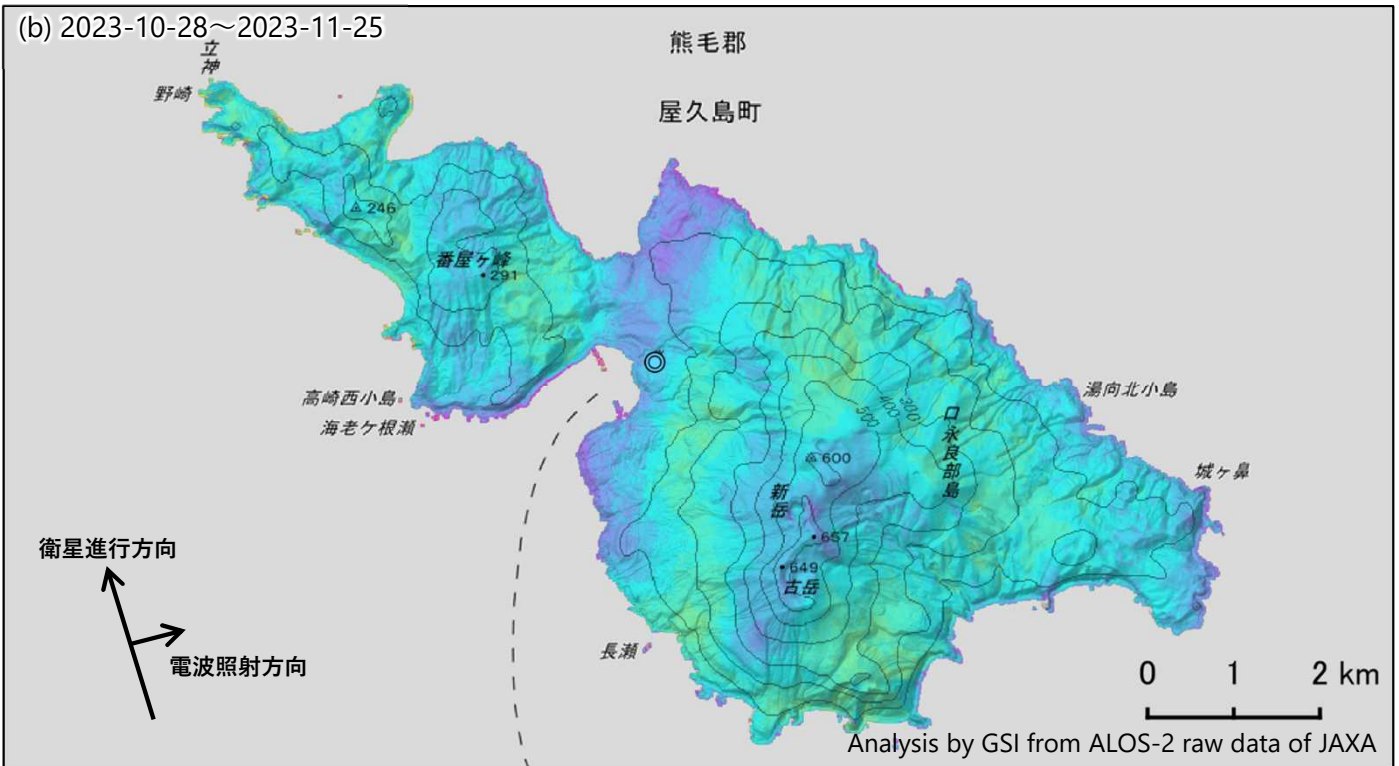 (b) 2023-10-28～2023-11-25
熊毛郡
立神
野崎
屋久島町
246
番屋ヶ峰
291
高崎西小島
海老ケ根瀬
湯向北小島
300
400
500
口永良部島
600
城ヶ鼻
新岳
657
649
古岳
衛星進行方向
電波照射方向
長瀬
0 1 2 km
Analysis by GSI from ALOS-2 raw data of JAXA